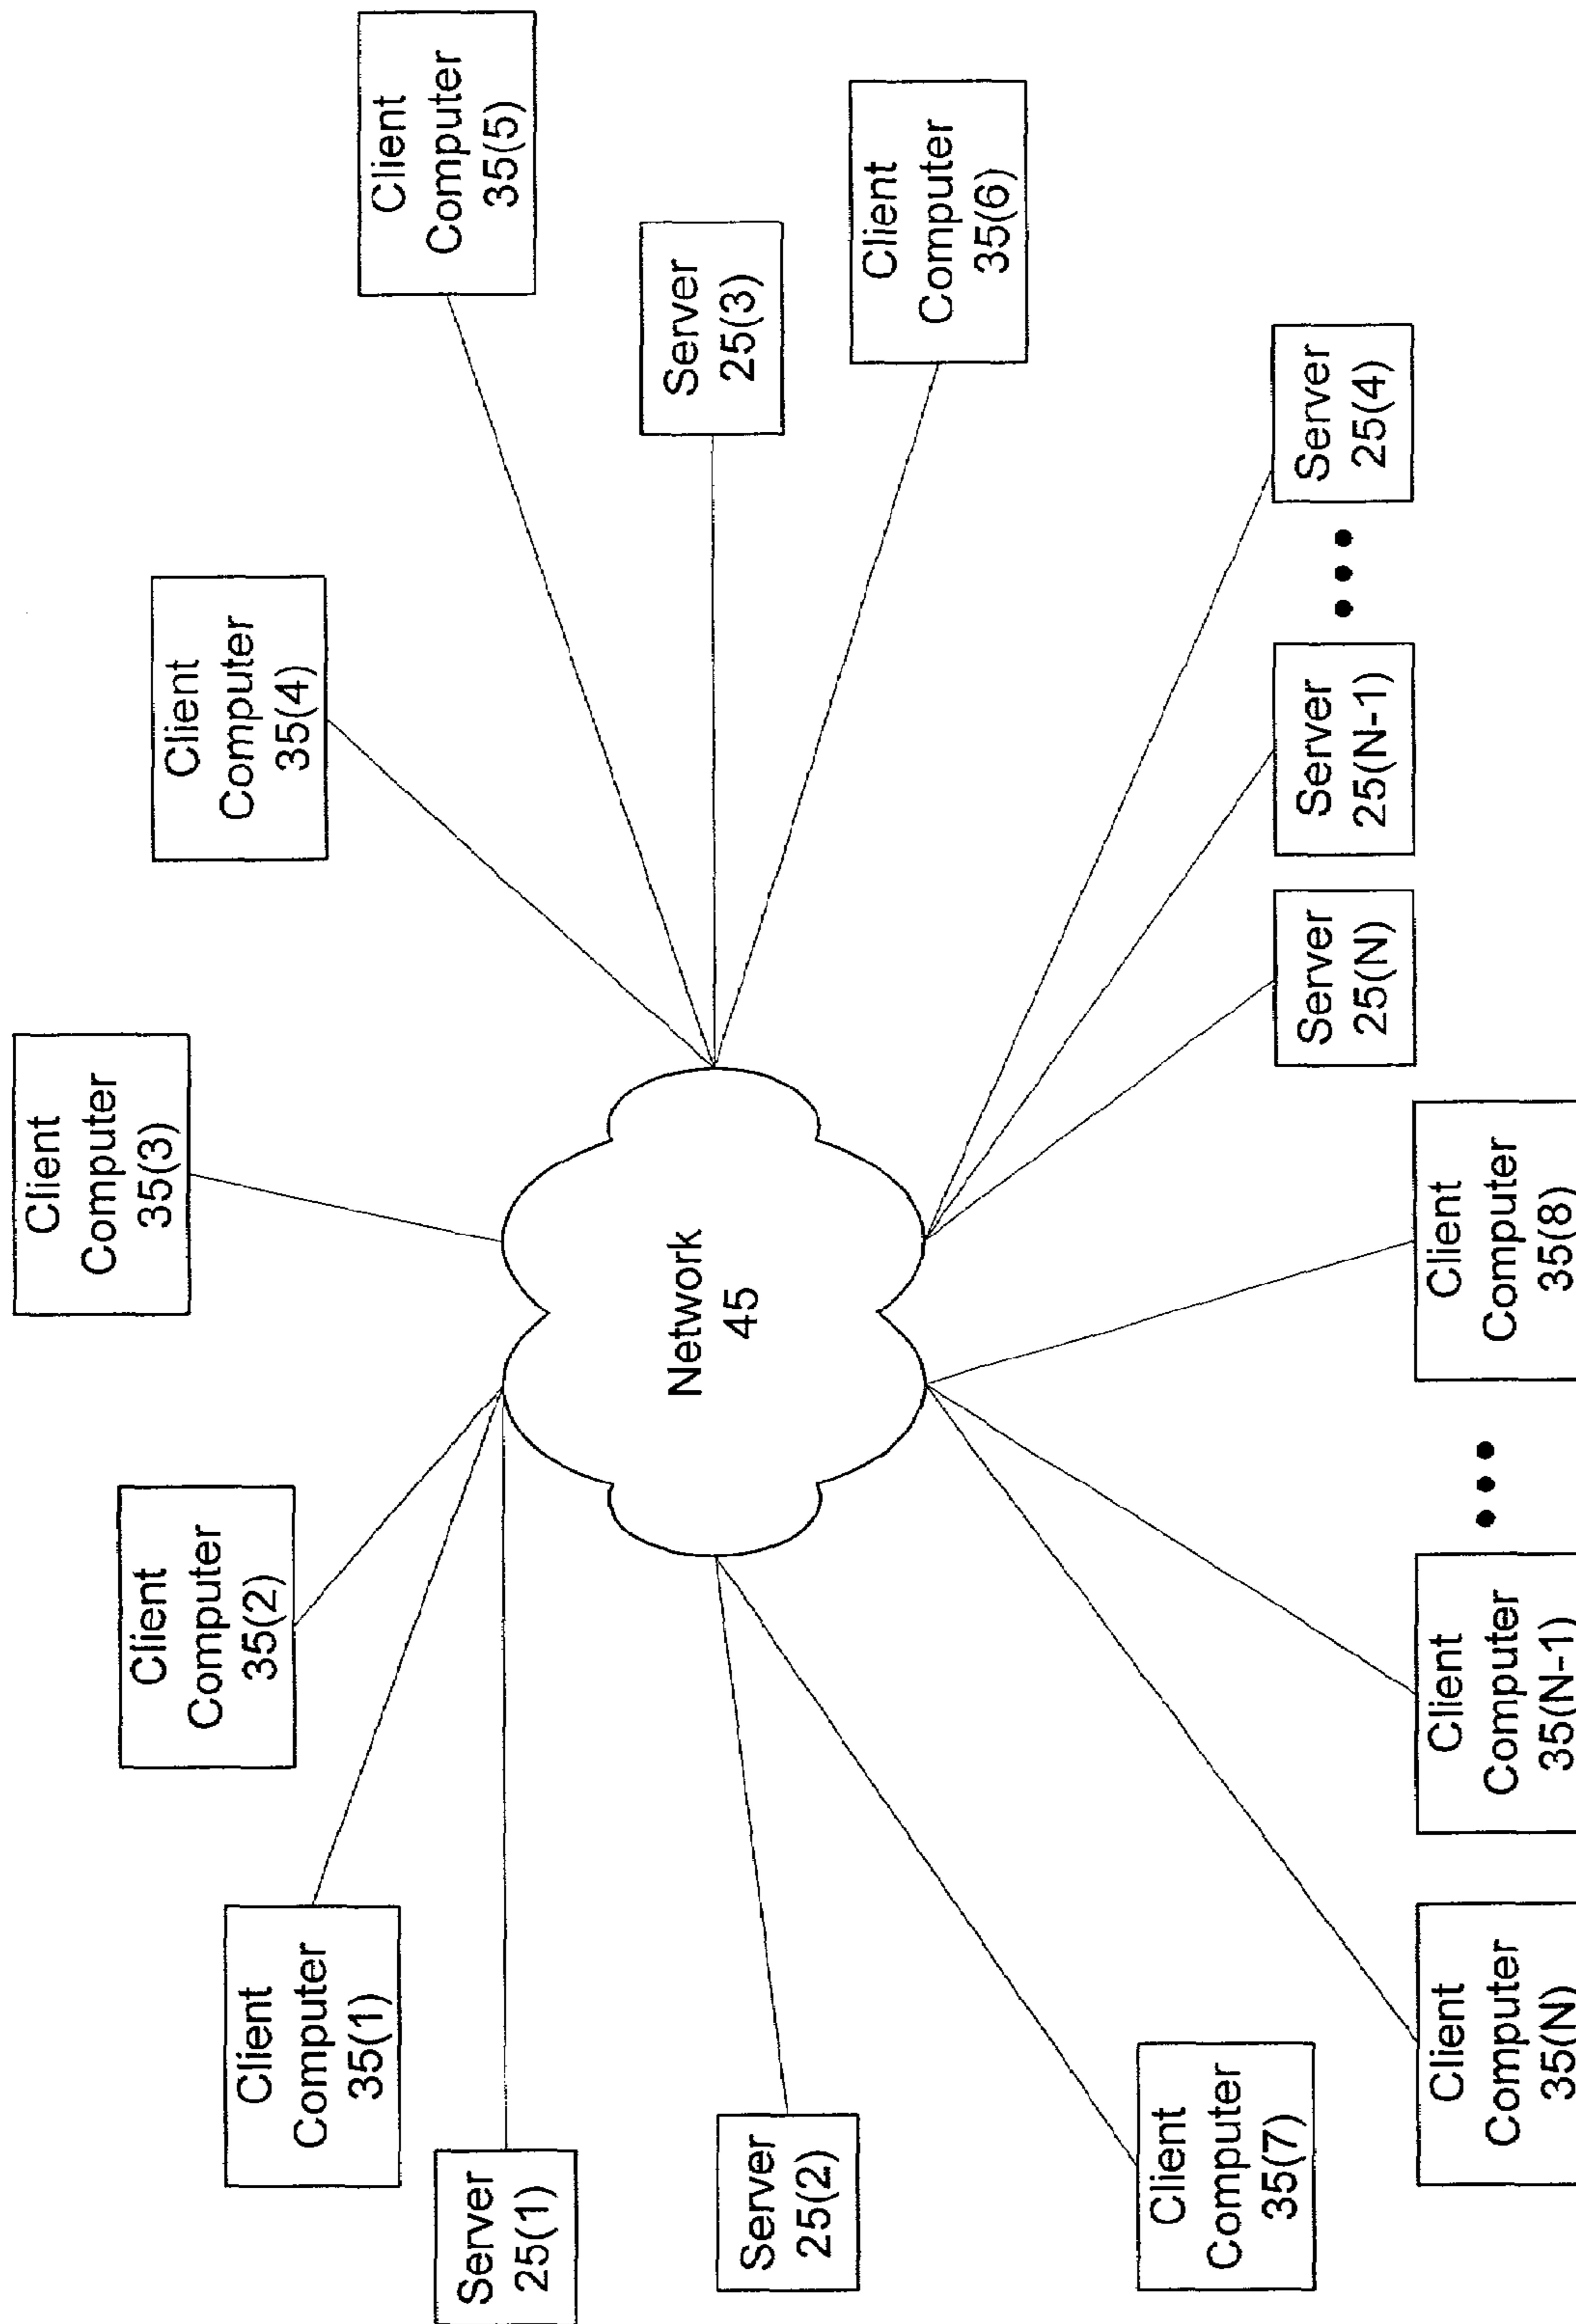 Client
Computer
35(3)
Client
Computer
35(2)
Client
Computer
35(4)
Client
Computer
35(1)
Client
Computer
35(5)
Server
25(1)
Server
25(3)
Network
45
Server
25(2)
Client
Computer
35(6)
Client
Computer
35(7)
Server
25(N)
Server
25(N-1)
•••
Server
25(4)
Client
Computer
35(N)
Client
Computer
35(N-1)
•••
Client
Computer
35(8)